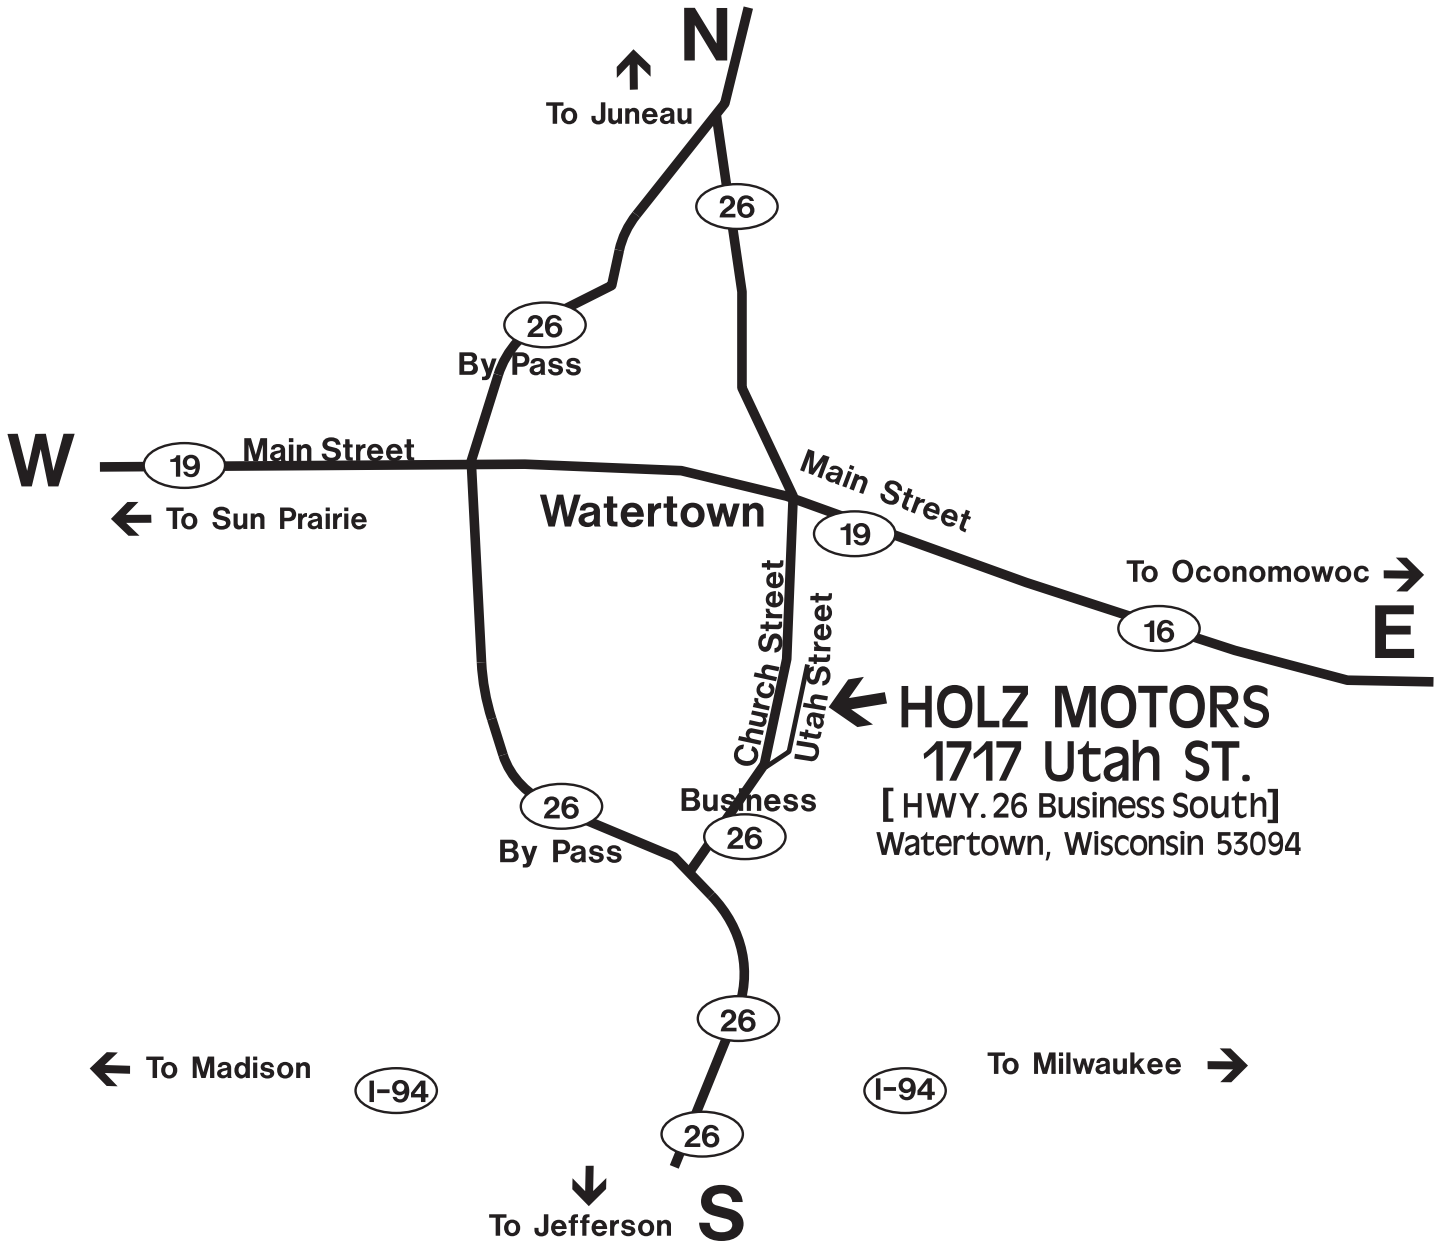 N
To Juneau
26
26
By Pass
W
19
Main Street
To Sun Prairie
Watertown
Main Street
19
To Oconomowoc
16
E
Church Street
Utah Street
HOLZ MOTORS
1717 Utah ST.
[ HWY. 26 Business South]
Watertown, Wisconsin 53094
Business
26
26
By Pass
26
To Madison
I-94
I-94
To Milwaukee
26
To Jefferson
S